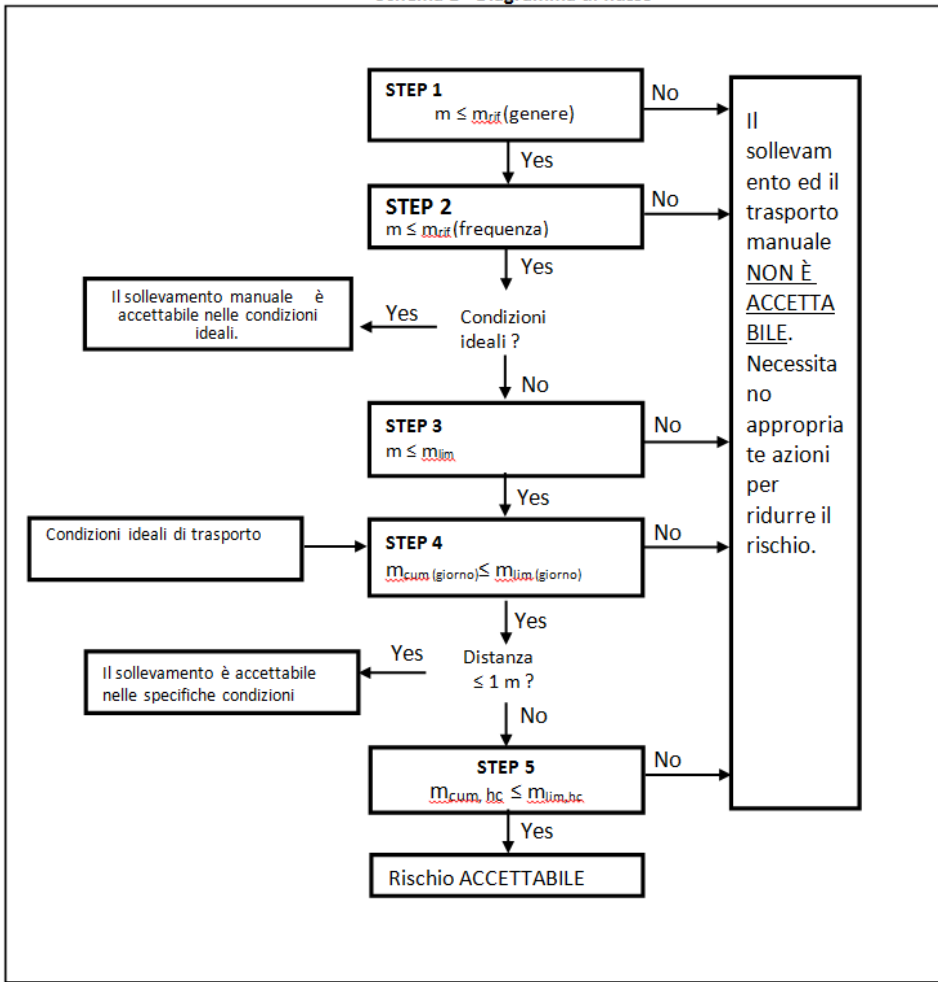 STEP 1
m ≤ mrif(genere)
No
Yes
STEP 2
m ≤ mrif(frequenza)
No
Yes
Il sollevamento manuale è
accettabile nelle condizioni
ideali.
Yes
Condizioni
ideali ?
No
STEP 3
m ≤ mlim
No
Yes
Condizioni ideali di trasporto
STEP 4
mcum (giorno)≤ mlim (giorno)
No
Yes
Il sollevamento è accettabile
nelle specifiche condizioni
Yes
Distanza
≤ 1 m ?
No
STEP 5
mcum, hc ≤ mlim,hc
No
Yes
Rischio ACCETTABILE
Il
sollevam
ento ed il
trasporto
manuale
NON È
ACCETTA
BILE.
Necessita
no
appropria
te azioni
per
ridurre il
rischio.